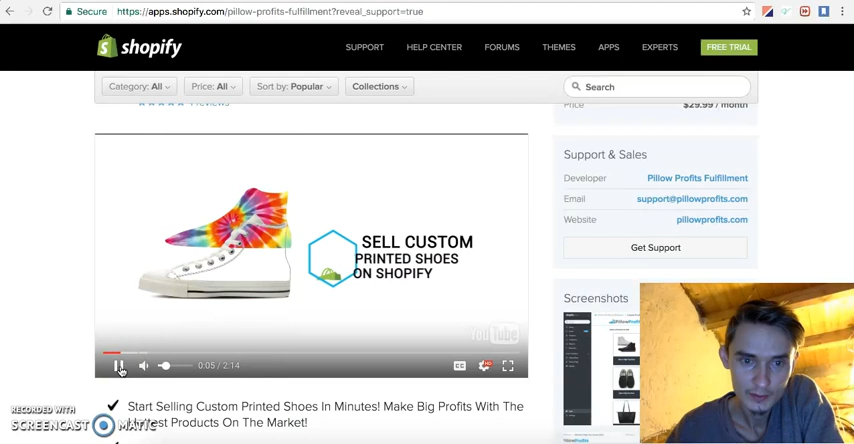 Secure https://apps.shopify.com/pillow-profits-fulfillment?reveal_support=true
shopify SUPPORT HELP CENTER FORUMS THEMES APPS EXPERTS FREE TRIAL
Category: All Price: All Sort by: Popular Collections Search
Price $29.99 / month
Support & Sales
Developer Pillow Profits Fulfillment
Email support@pillowprofits.com
Website pillowprofits.com
Get Support
SELL CUSTOM
PRINTED SHOES
ON SHOPIFY
YouTube
0:05 / 2:14 CC HD
Screenshots
Start Selling Custom Printed Shoes In Minutes! Make Big Profits With The
Products On The Market!
RECORDED WITH
SCREENCAST MATIC